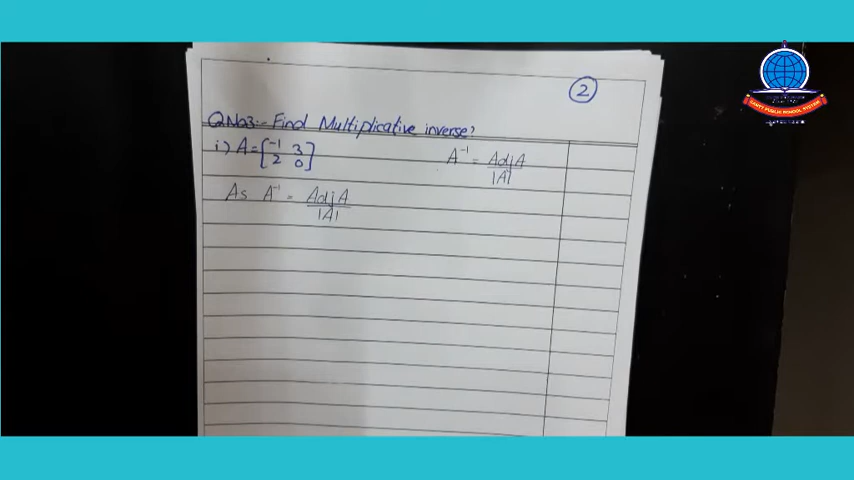 2
Q.No3:- Find Multiplicative inverse?
i) A = [-1 3
2 0]
A⁻¹ = AdjA / |A|
As A⁻¹ = AdjA / |A|